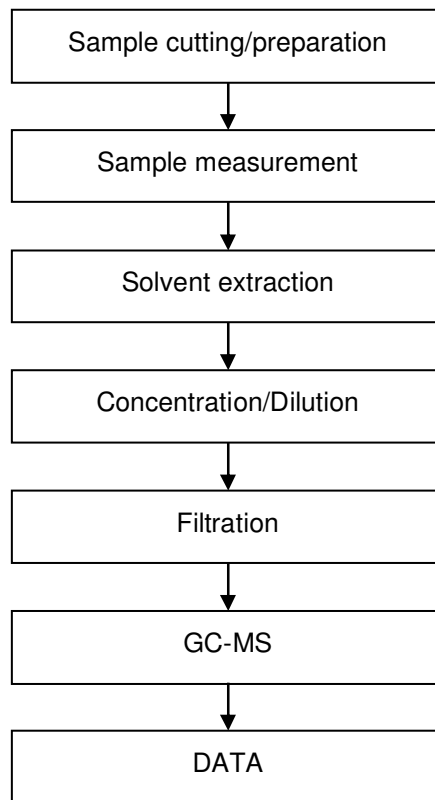 Sample cutting/preparation
Sample measurement
Solvent extraction
Concentration/Dilution
Filtration
GC-MS
DATA